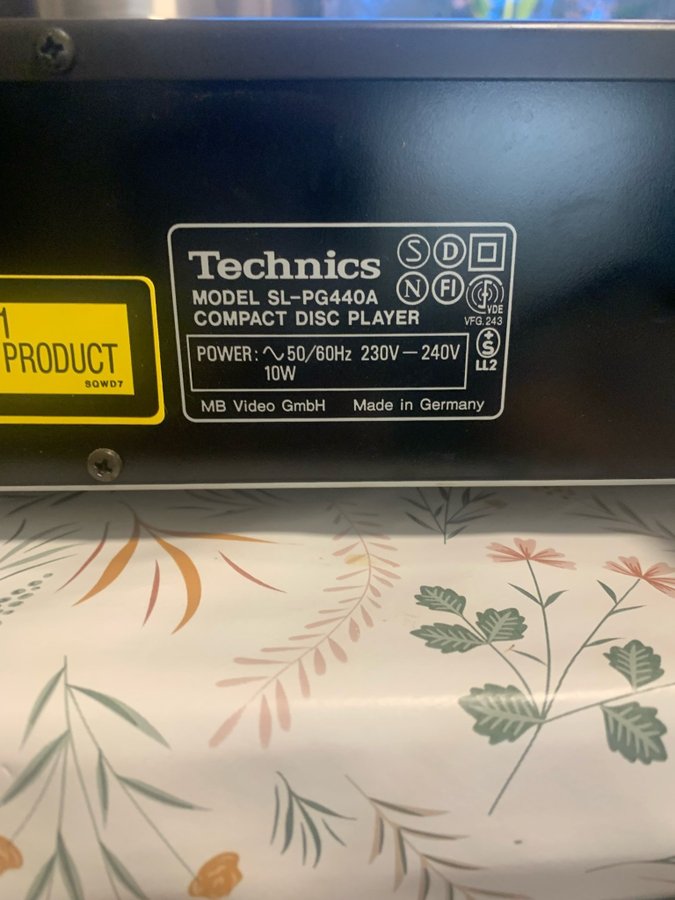 1
PRODUCT
SQWD7
Technics
MODEL SL-PG440A
COMPACT DISC PLAYER
S D
N FI
VDE
VFG.243
+S
LL2
POWER: ∿50/60Hz 230V—240V
10W
MB Video GmbH Made in Germany